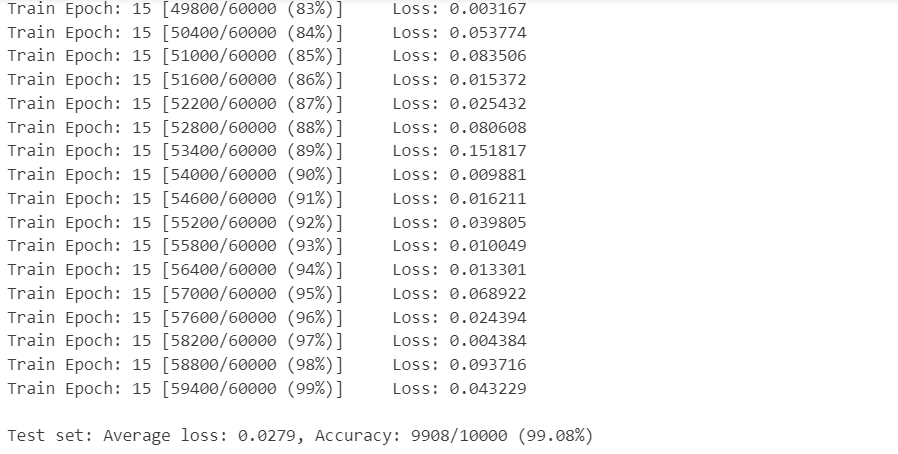 Train Epoch: 15 [49800/60000 (83%)]     Loss: 0.003167
Train Epoch: 15 [50400/60000 (84%)]     Loss: 0.053774
Train Epoch: 15 [51000/60000 (85%)]     Loss: 0.083506
Train Epoch: 15 [51600/60000 (86%)]     Loss: 0.015372
Train Epoch: 15 [52200/60000 (87%)]     Loss: 0.025432
Train Epoch: 15 [52800/60000 (88%)]     Loss: 0.080608
Train Epoch: 15 [53400/60000 (89%)]     Loss: 0.151817
Train Epoch: 15 [54000/60000 (90%)]     Loss: 0.009881
Train Epoch: 15 [54600/60000 (91%)]     Loss: 0.016211
Train Epoch: 15 [55200/60000 (92%)]     Loss: 0.039805
Train Epoch: 15 [55800/60000 (93%)]     Loss: 0.010049
Train Epoch: 15 [56400/60000 (94%)]     Loss: 0.013301
Train Epoch: 15 [57000/60000 (95%)]     Loss: 0.068922
Train Epoch: 15 [57600/60000 (96%)]     Loss: 0.024394
Train Epoch: 15 [58200/60000 (97%)]     Loss: 0.004384
Train Epoch: 15 [58800/60000 (98%)]     Loss: 0.093716
Train Epoch: 15 [59400/60000 (99%)]     Loss: 0.043229
Test set: Average loss: 0.0279, Accuracy: 9908/10000 (99.08%)